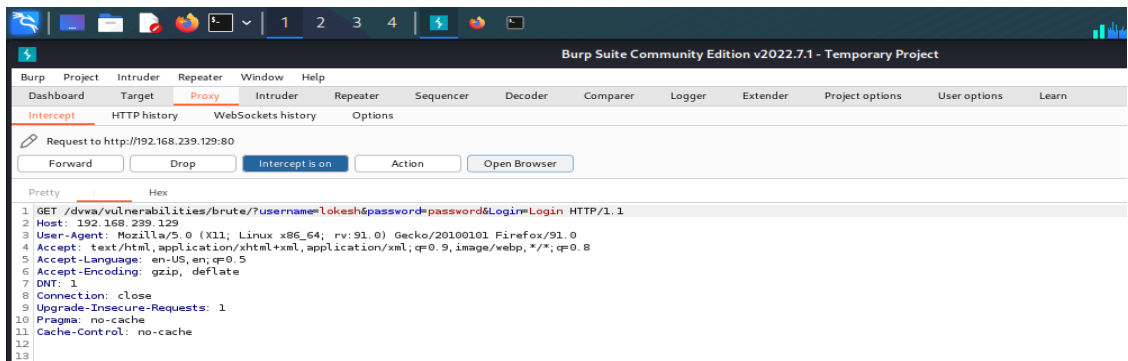 1 2 3 4
Burp Suite Community Edition v2022.7.1 - Temporary Project
Burp Project Intruder Repeater Window Help
Dashboard Target Proxy Intruder Repeater Sequencer Decoder Comparer Logger Extender Project options User options Learn
Intercept HTTP history WebSockets history Options
Request to http://192.168.239.129:80
Forward Drop Intercept is on Action Open Browser
Pretty Hex
1 GET /dvwa/vulnerabilities/brute/?username=lokesh&password=password&Login=Login HTTP/1.1
2 Host: 192.168.239.129
3 User-Agent: Mozilla/5.0 (X11; Linux x86_64; rv:91.0) Gecko/20100101 Firefox/91.0
4 Accept: text/html,application/xhtml+xml,application/xml;q=0.9,image/webp,*/*;q=0.8
5 Accept-Language: en-US,en;q=0.5
6 Accept-Encoding: gzip, deflate
7 DNT: 1
8 Connection: close
9 Upgrade-Insecure-Requests: 1
10 Pragma: no-cache
11 Cache-Control: no-cache
12
13